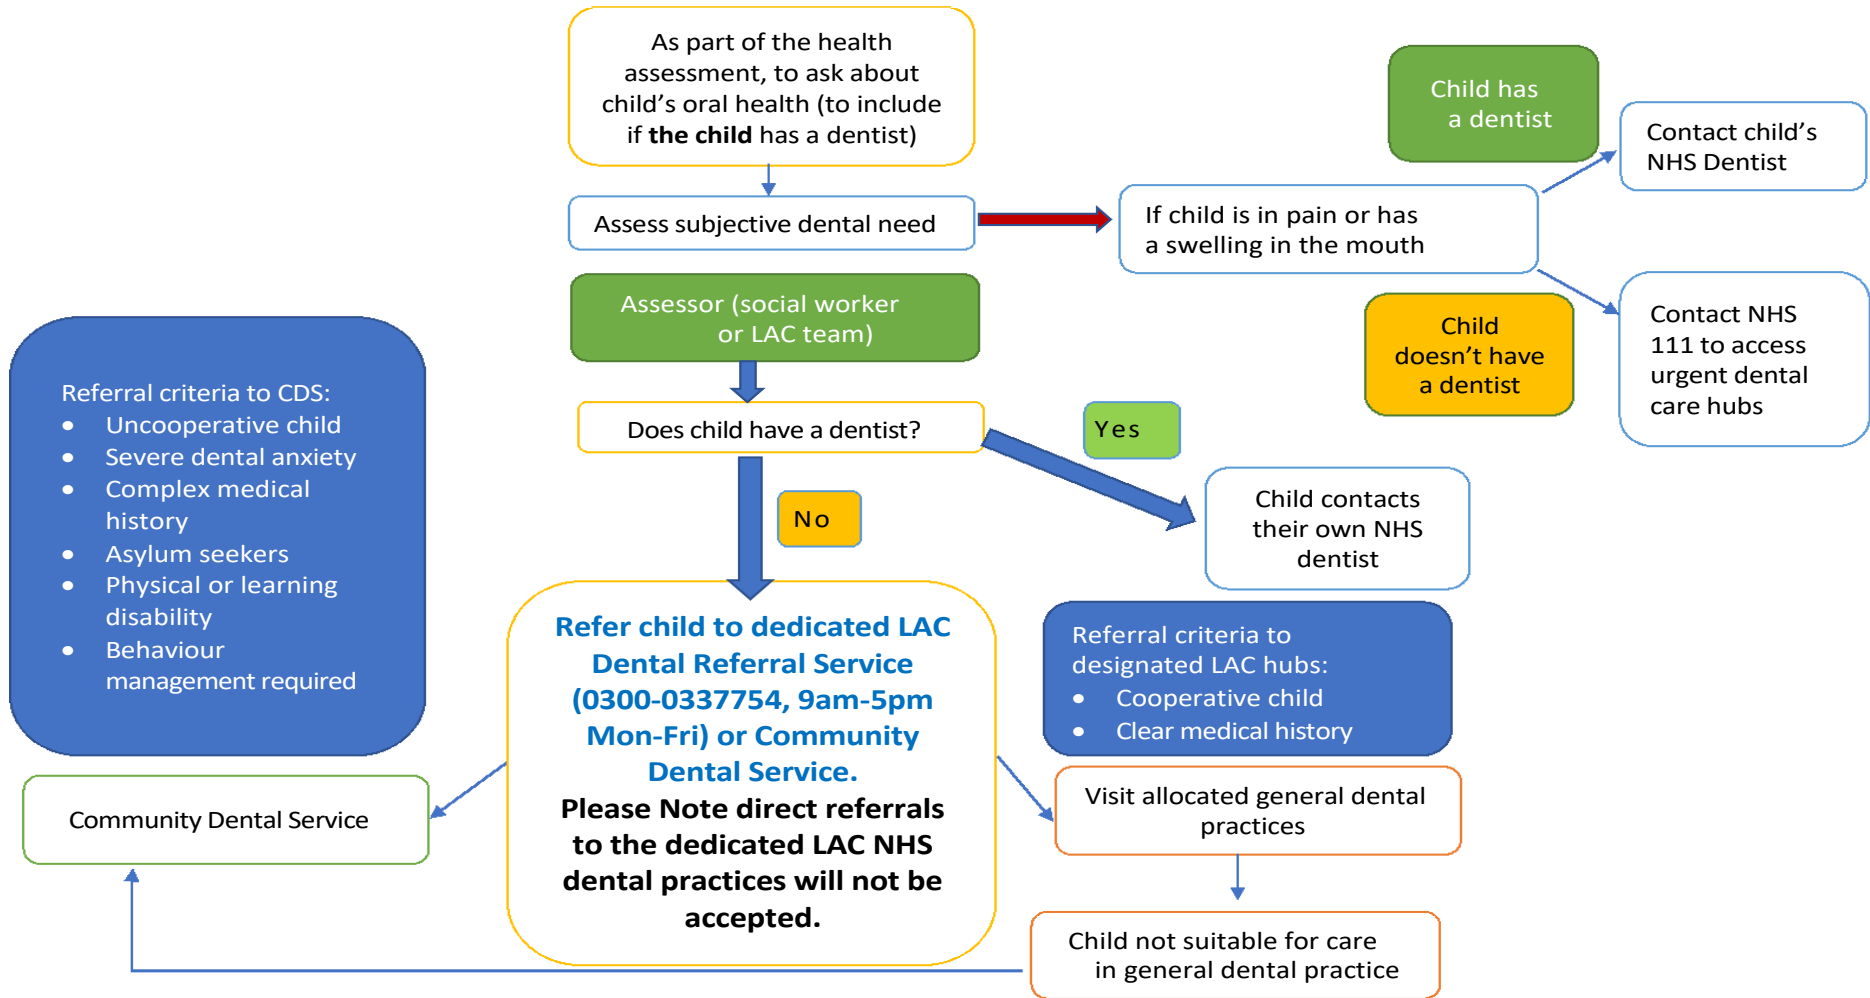 As part of the health
assessment, to ask about
child’s oral health (to include
if the child has a dentist)
Assess subjective dental need
If child is in pain or has
a swelling in the mouth
Child has
a dentist
Contact child’s
NHS Dentist
Child
doesn’t have
a dentist
Contact NHS
111 to access
urgent dental
care hubs
Assessor (social worker
or LAC team)
Does child have a dentist?
Yes
Child contacts
their own NHS
dentist
No
Refer child to dedicated LAC
Dental Referral Service
(0300-0337754, 9am-5pm
Mon-Fri) or Community
Dental Service.
Please Note direct referrals
to the dedicated LAC NHS
dental practices will not be
accepted.
Referral criteria to CDS:
• Uncooperative child
• Severe dental anxiety
• Complex medical
history
• Asylum seekers
• Physical or learning
disability
• Behaviour
management required
Community Dental Service
Referral criteria to
designated LAC hubs:
• Cooperative child
• Clear medical history
Visit allocated general dental
practices
Child not suitable for care
in general dental practice